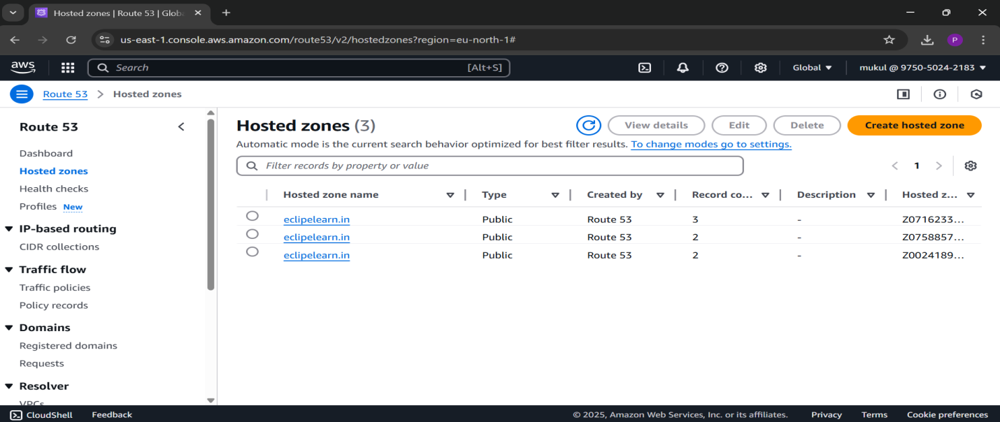 Hosted zones | Route 53 | Globa
us-east-1.console.aws.amazon.com/route53/v2/hostedzones?region=eu-north-1#
P
aws
Search [Alt+S]
Global
mukul @ 9750-5024-2183
Route 53 > Hosted zones
Route 53
Dashboard
Hosted zones
Health checks
Profiles New
IP-based routing
CIDR collections
Traffic flow
Traffic policies
Policy records
Domains
Registered domains
Requests
Resolver
VPCs
Hosted zones (3)
View details
Edit
Delete
Create hosted zone
Automatic mode is the current search behavior optimized for best filter results. To change modes go to settings.
Filter records by property or value
1
Hosted zone name Type Created by Record co... Description Hosted z...
eclipelearn.in Public Route 53 3 - Z0716233...
eclipelearn.in Public Route 53 2 - Z0758857...
eclipelearn.in Public Route 53 2 - Z0024189...
CloudShell Feedback © 2025, Amazon Web Services, Inc. or its affiliates. Privacy Terms Cookie preferences